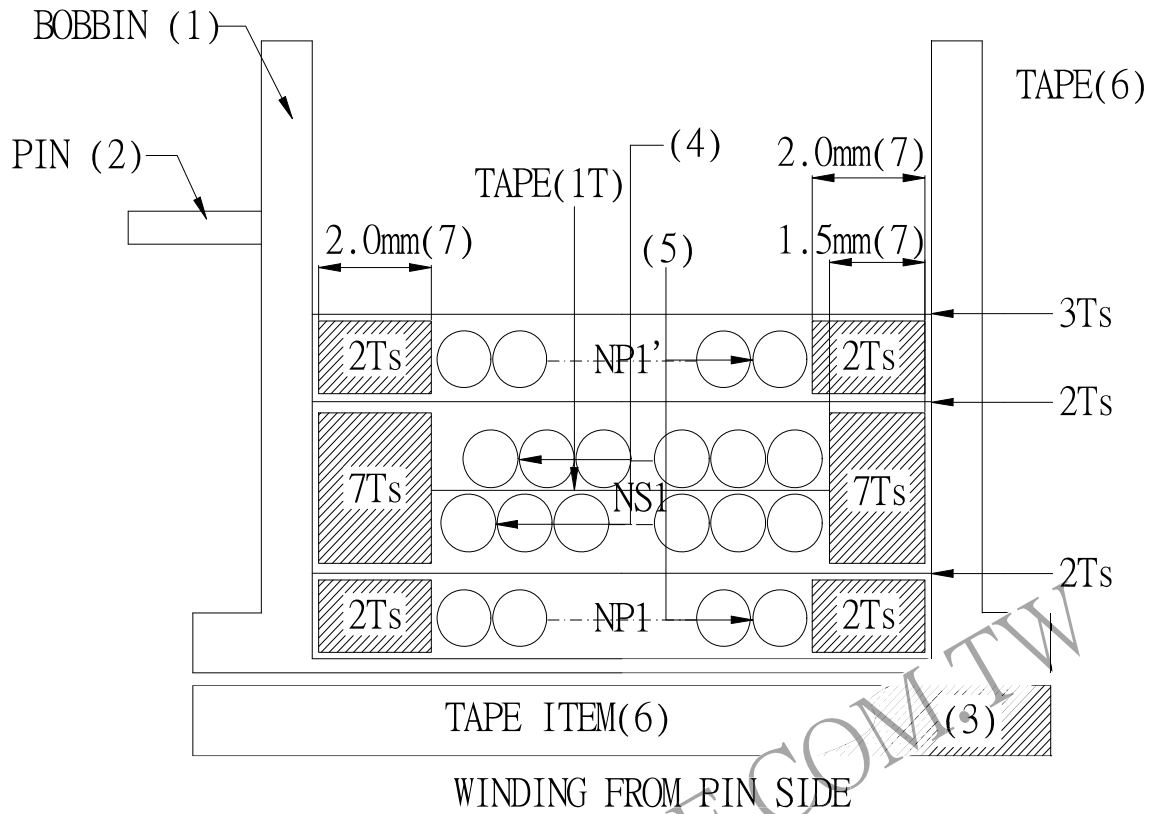 BOBBIN (1)
TAPE(6)
PIN (2)
(4)
2.0mm(7)
TAPE(1T)
2.0mm(7)
(5)
1.5mm(7)
3Ts
2Ts
NP1'
2Ts
2Ts
7Ts
NS1
7Ts
2Ts
2Ts
NP1
2Ts
TAPE ITEM(6)
(3)
WINDING FROM PIN SIDE
.COM.TW